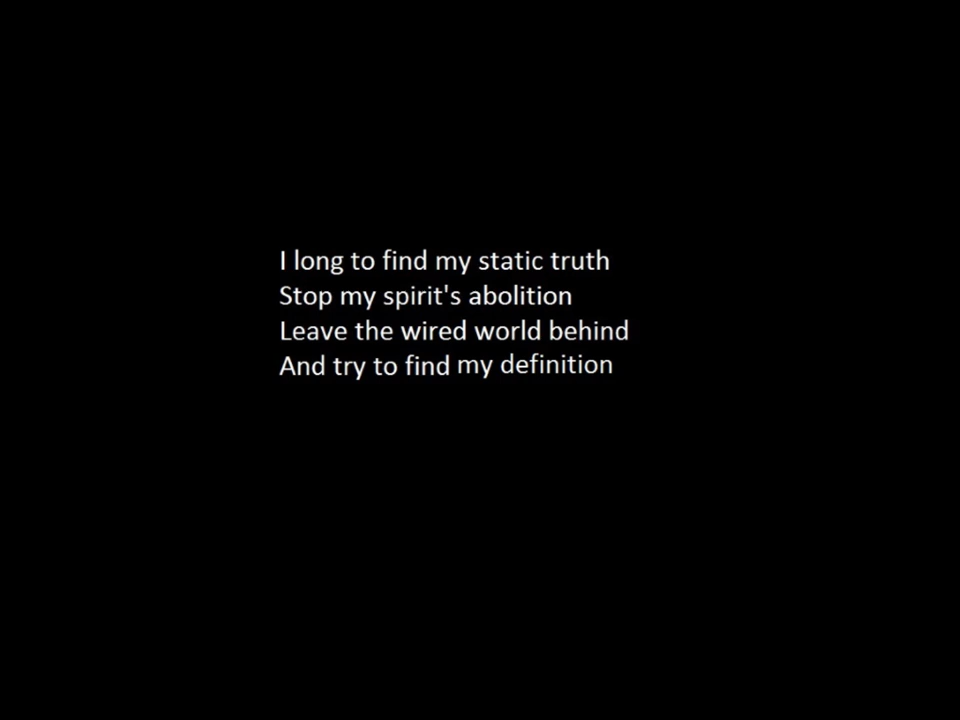 I long to find my static truth
Stop my spirit's abolition
Leave the wired world behind
And try to find my definition